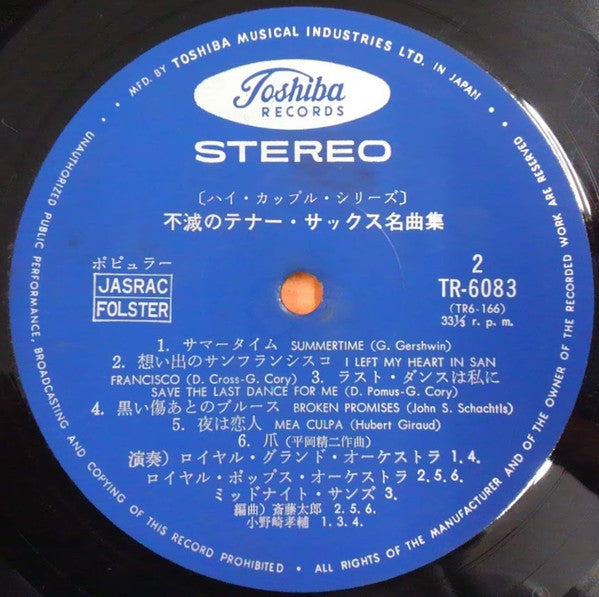 MFD. BY TOSHIBA MUSICAL INDUSTRIES LTD. IN JAPAN ● ALL RIGHTS OF THE MANUFACTURER AND OF THE OWNER OF THE RECORDED WORK ARE RESERVED
UNAUTHORIZED PUBLIC PERFORMANCE, BROADCASTING AND COPYING OF THIS RECORD PROHIBITED ●
Toshiba
RECORDS
STEREO
〔ハイ・カップル・シリーズ〕
不滅のテナー・サックス名曲集
ポピュラー
JASRAC
FOLSTER
2
TR-6083
(TR6-166)
33⅓ r. p. m.
1. サマータイム SUMMERTIME (G. Gershwin)
2. 想い出のサンフランシスコ I LEFT MY HEART IN SAN
FRANCISCO (D. Cross-G. Cory) 3. ラスト・ダンスは私に
SAVE THE LAST DANCE FOR ME (D. Pomus-G. Cory)
4. 黒い傷あとのブルース BROKEN PROMISES (John S. Schachtls)
5. 夜は恋人 MEA CULPA (Hubert Giraud)
6. 爪 (平岡精二作曲)
演奏) ロイヤル・グランド・オーケストラ 1. 4.
ロイヤル・ポップス・オーケストラ 2. 5. 6.
ミッドナイト・サンズ 3.
編曲) 斎藤太郎 2. 5. 6.
小野崎孝輔 1. 3. 4.